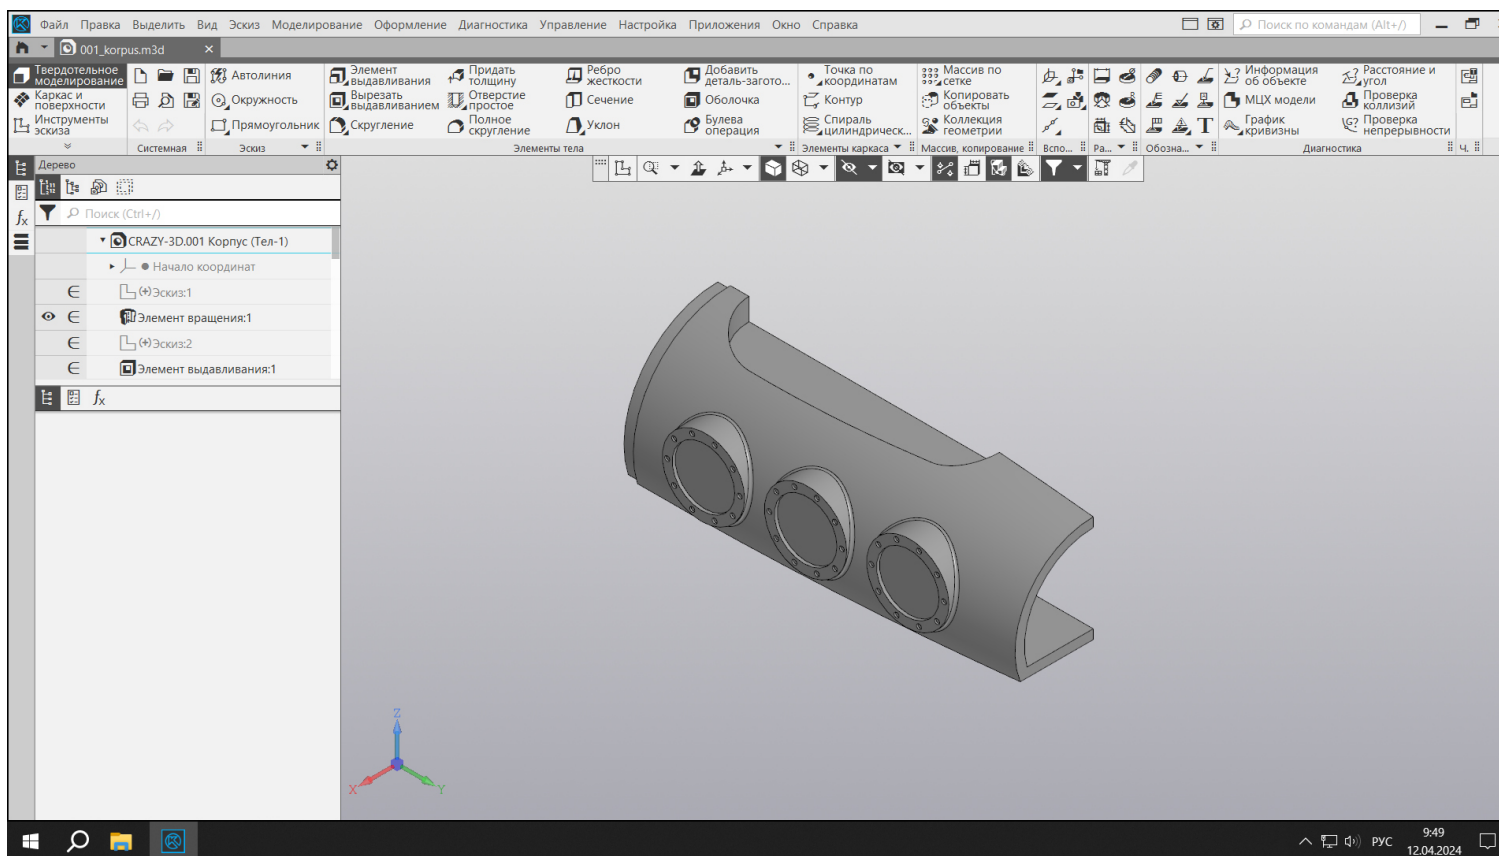 Файл Правка Выделить Вид Эскиз Моделирование Оформление Диагностика Управление Настройка Приложения Окно Справка
Поиск по командам (Alt+/)
001_korpus.m3d
Твердотельное моделирование
Каркас и поверхности
Инструменты эскиза
Системная
Автолиния
Окружность
Прямоугольник
Эскиз
Элемент выдавливания
Вырезать выдавливанием
Скругление
Придать толщину
Отверстие простое
Полное скругление
Ребро жесткости
Сечение
Уклон
Добавить деталь-загото...
Оболочка
Булева операция
Элементы тела
Точка по координатам
Контур
Спираль цилиндрическ...
Элементы каркаса
Массив по сетке
Копировать объекты
Коллекция геометрии
Массив, копирование
Вспо...
Ра...
Обозна...
Информация об объекте
МЦХ модели
График кривизны
Расстояние и угол
Проверка коллизий
Проверка непрерывности
Диагностика
Ч.
Дерево
Поиск (Ctrl+/)
CRAZY-3D.001 Корпус (Тел-1)
Начало координат
(+)Эскиз:1
Элемент вращения:1
(+)Эскиз:2
Элемент выдавливания:1
Z
X
Y
РУС
9:49
12.04.2024